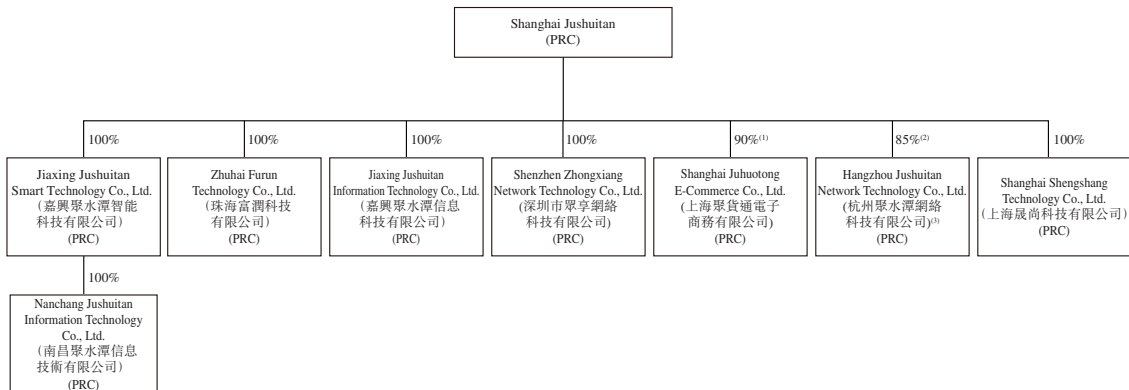 Shanghai Jushuitan
(PRC)
100%
100%
100%
100%
90%(1)
85%(2)
100%
Jiaxing Jushuitan
Smart Technology Co., Ltd.
(嘉興聚水潭智能
科技有限公司)
(PRC)
Zhuhai Furun
Technology Co., Ltd.
(珠海富潤科技
有限公司)
(PRC)
Jiaxing Jushuitan
Information Technology Co., Ltd.
(嘉興聚水潭信息
科技有限公司)
(PRC)
Shenzhen Zhongxiang
Network Technology Co., Ltd.
(深圳市眾享網絡
科技有限公司)
(PRC)
Shanghai Juhuotong
E-Commerce Co., Ltd.
(上海聚貨通電子
商務有限公司)
(PRC)
Hangzhou Jushuitan
Network Technology Co., Ltd.
(杭州聚水潭網絡
科技有限公司)(3)
(PRC)
Shanghai Shengshang
Technology Co., Ltd.
(上海晟尚科技有限公司)
(PRC)
100%
Nanchang Jushuitan
Information Technology
Co., Ltd.
(南昌聚水潭信息
技術有限公司)
(PRC)